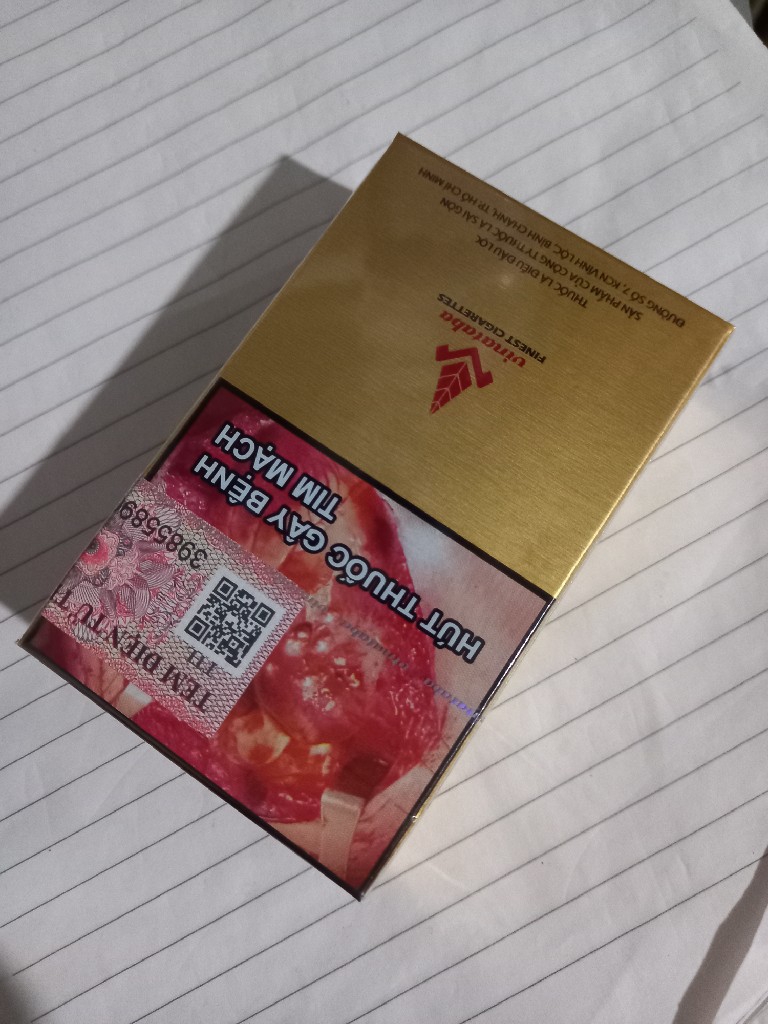 HÚT THUỐC GÂY BỆNH
TIM MẠCH
3985589
TEM ĐIỆN TỬ T
vinataba
FINEST CIGARETTES
THUỐC LÁ ĐIẾU ĐẦU LỌC
SẢN PHẨM CỦA CÔNG TY THUỐC LÁ SÀI GÒN
ĐƯỜNG SỐ 7, KCN VĨNH LỘC, BÌNH CHÁNH, TP. HỒ CHÍ MINH